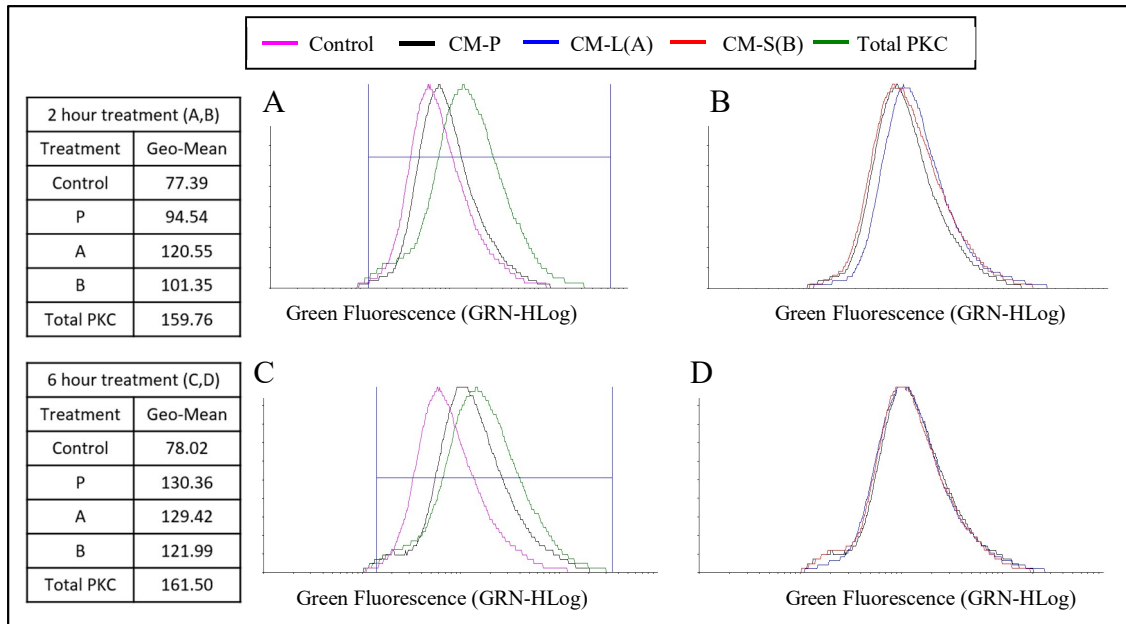 Control CM-P CM-L(A) CM-S(B) Total PKC
2 hour treatment (A,B)
Treatment Geo-Mean
Control 77.39
P 94.54
A 120.55
B 101.35
Total PKC 159.76
A
Green Fluorescence (GRN-HLog)
B
Green Fluorescence (GRN-HLog)
6 hour treatment (C,D)
Treatment Geo-Mean
Control 78.02
P 130.36
A 129.42
B 121.99
Total PKC 161.50
C
Green Fluorescence (GRN-HLog)
D
Green Fluorescence (GRN-HLog)